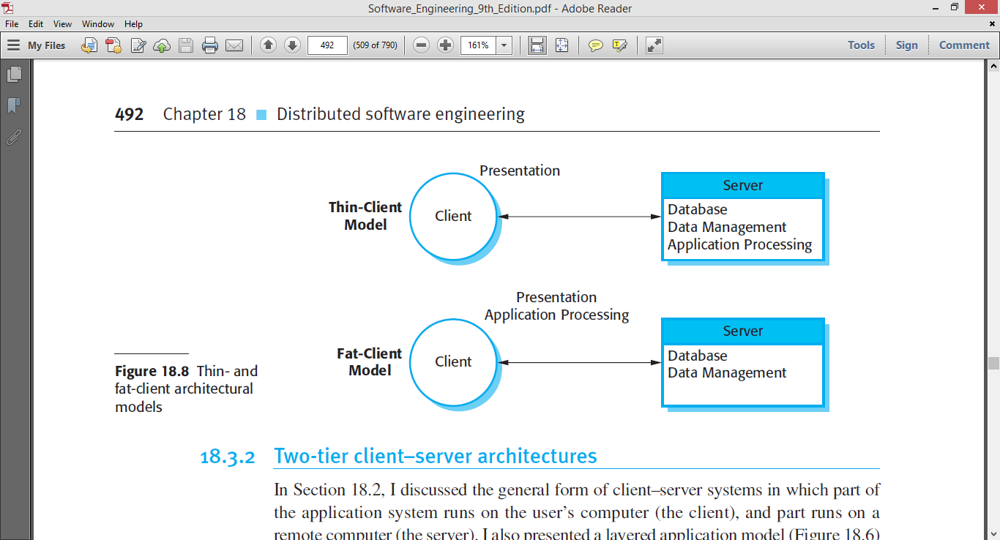 Software_Engineering_9th_Edition.pdf - Adobe Reader
File Edit View Window Help
My Files 492 (509 of 790) 161% Tools Sign Comment
492 Chapter 18 Distributed software engineering
Presentation
Thin-Client
Model
Client
Server
Database
Data Management
Application Processing
Presentation
Application Processing
Fat-Client
Model
Client
Server
Database
Data Management
Figure 18.8 Thin- and
fat-client architectural
models
18.3.2 Two-tier client–server architectures
In Section 18.2, I discussed the general form of client–server systems in which part of
the application system runs on the user's computer (the client), and part runs on a
remote computer (the server). I also presented a layered application model (Figure 18.6)